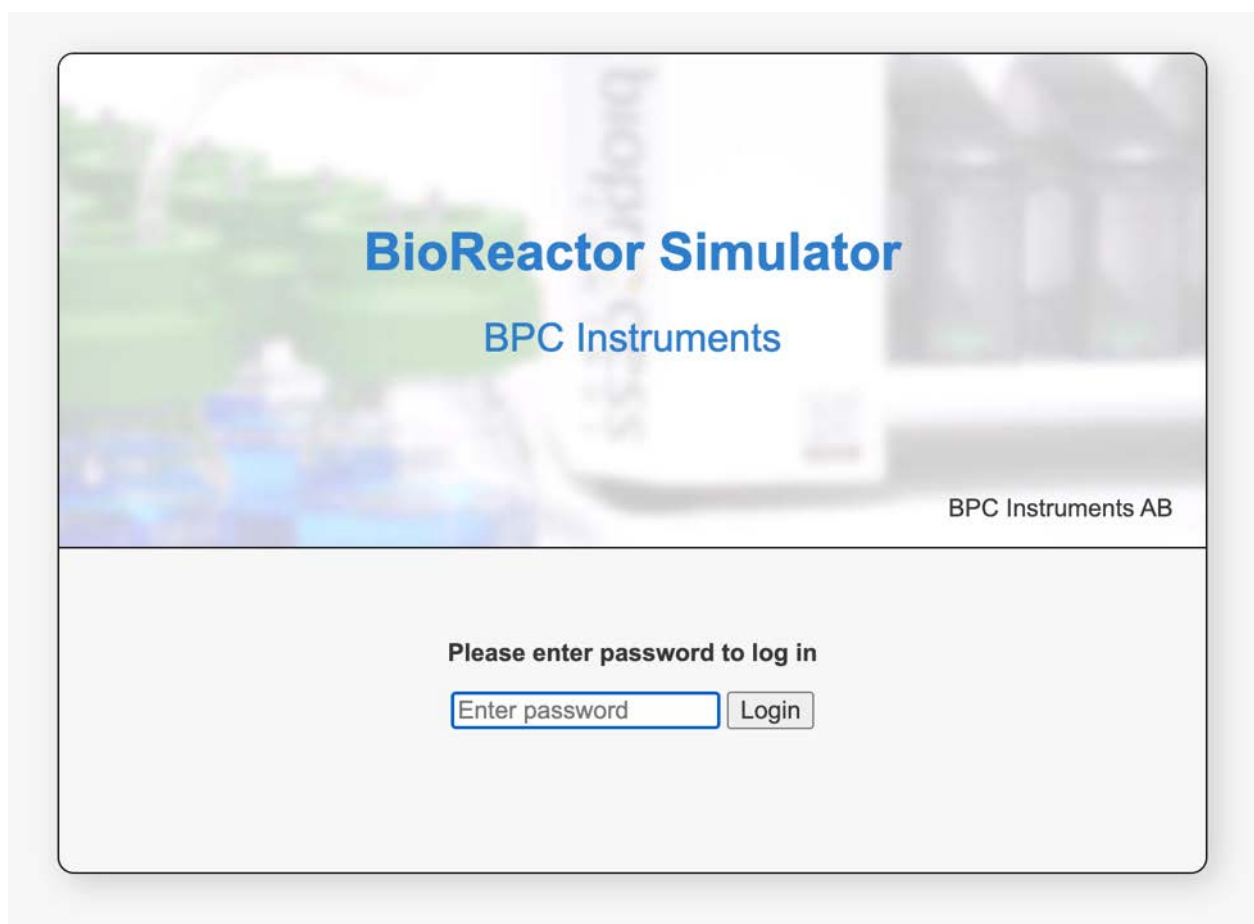 BioReactor Simulator
BPC Instruments
BPC Instruments AB
Please enter password to log in
Enter password Login